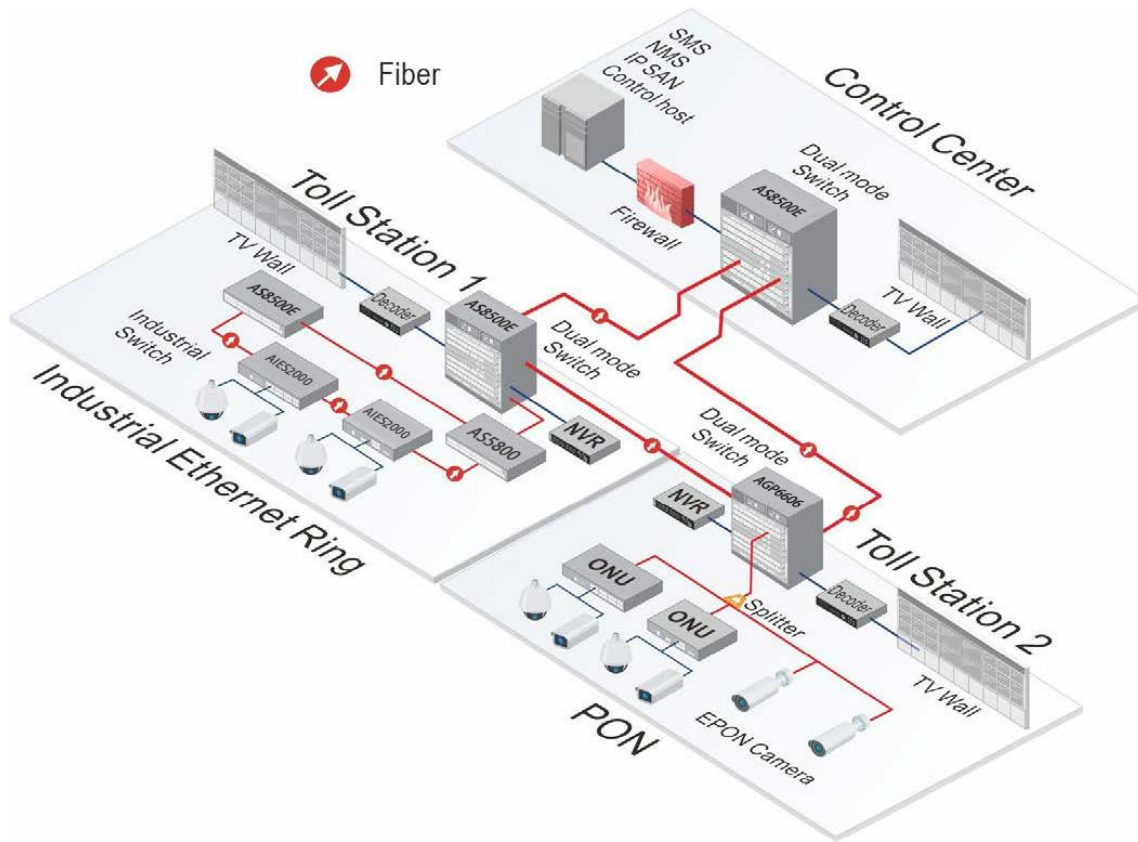 Fiber
SMS
NMS
IP SAN
Control host
Control Center
Dual mode
Switch
AS8500E
Firewall
Decoder
TV Wall
Toll Station 1
TV Wall
Decoder
AS8500E
Dual mode
Switch
AS8500E
Industrial
Switch
AIES2000
AIES2000
AS5800
NVR
Industrial Ethernet Ring
Dual mode
Switch
AGP6606
NVR
Toll Station 2
ONU
ONU
Splitter
Decoder
TV Wall
EPON Camera
PON